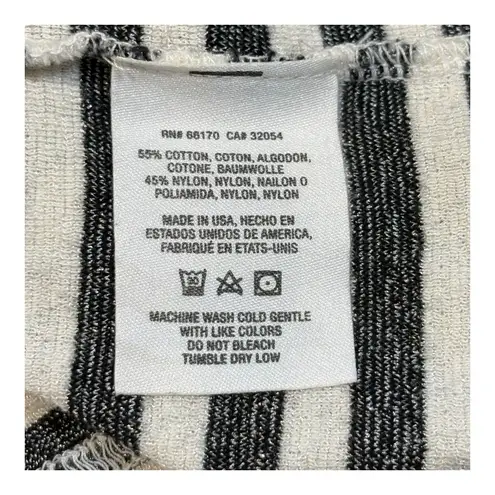 RN# 66170 CA# 32054
55% COTTON, COTON, ALGODON,
COTONE, BAUMWOLLE
45% NYLON, NYLON, NAILON O
POLIAMIDA, NYLON, NYLON
MADE IN USA, HECHO EN
ESTADOS UNIDOS DE AMERICA,
FABRIQUÉ EN ETATS-UNIS
30
MACHINE WASH COLD GENTLE
WITH LIKE COLORS
DO NOT BLEACH
TUMBLE DRY LOW